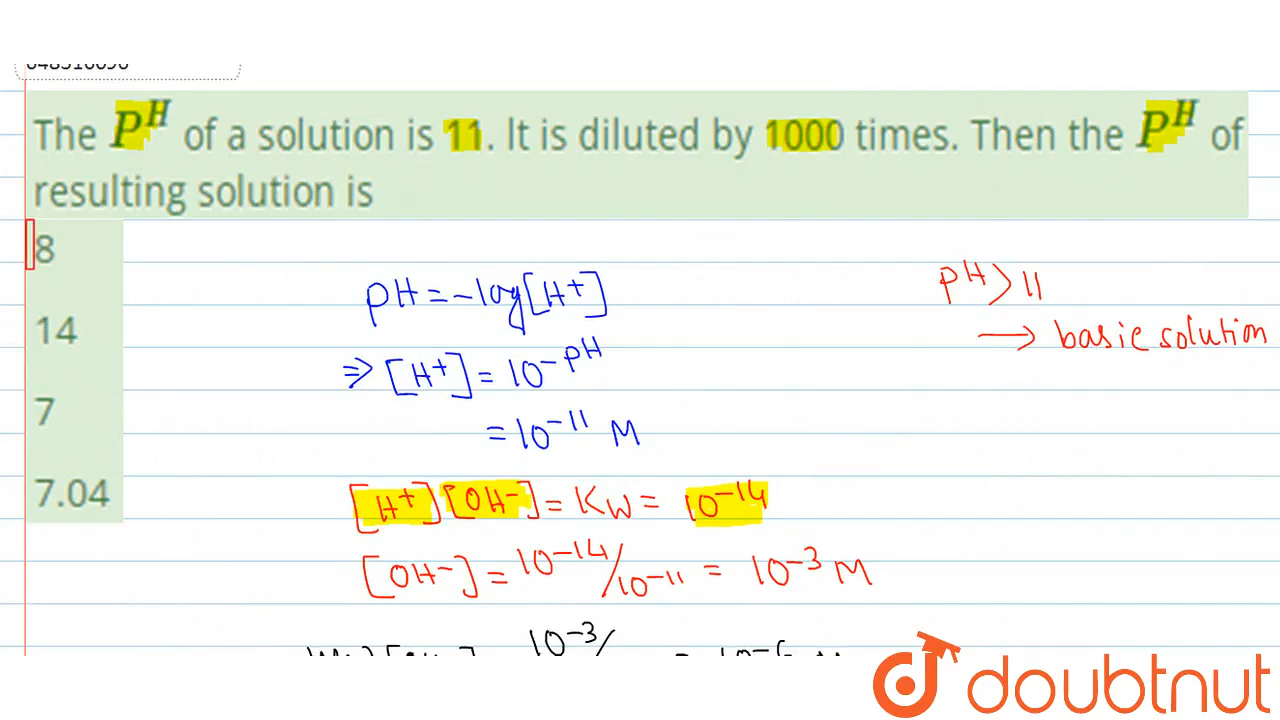 The P^H of a solution is 11. It is diluted by 1000 times. Then the P^H of
resulting solution is
8
14
7
7.04
pH = -log[H+]
⇒ [H+] = 10^-pH
= 10^-11 M
pH > 11
→ basic solution
[H+][OH-] = Kw = 10^-14
[OH-] = 10^-14/10^-11 = 10^-3 M
10^-3/
doubtnut